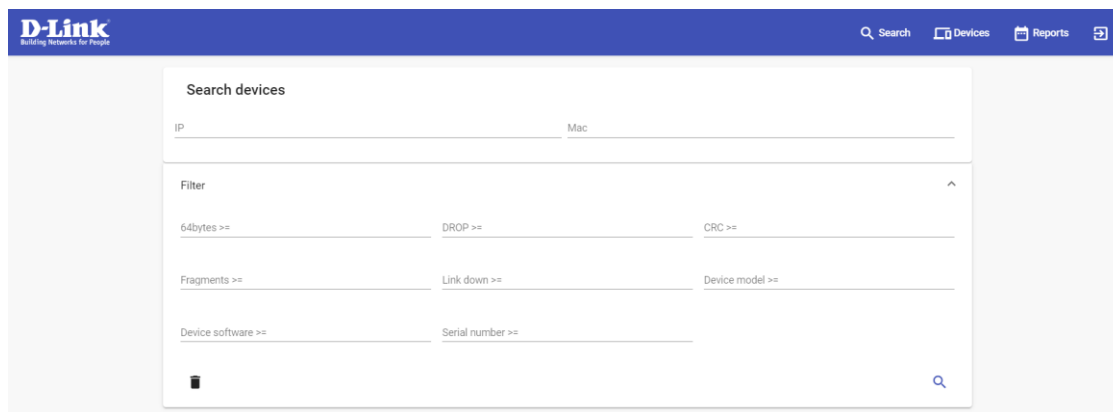 D-Link
Building Networks for People
Search Devices Reports
Search devices
IP Mac
Filter
64bytes >= DROP >= CRC >=
Fragments >= Link down >= Device model >=
Device software >= Serial number >=